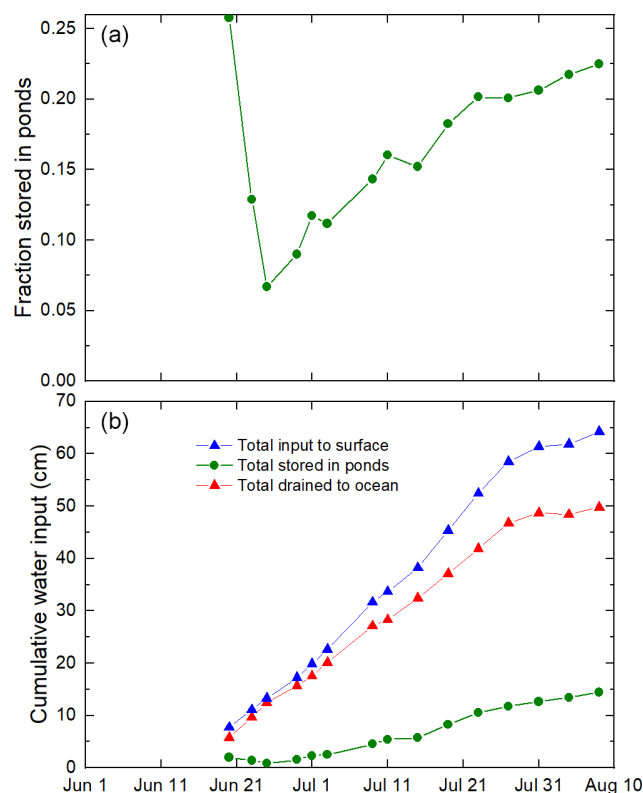 (a)
0.25
0.20
0.15
0.10
0.05
0.00
Fraction stored in ponds
(b)
70
60
50
40
30
20
10
0
Cumulative water input (cm)
Total input to surface
Total stored in ponds
Total drained to ocean
Jun 1 Jun 11 Jun 21 Jul 1 Jul 11 Jul 21 Jul 31 Aug 10